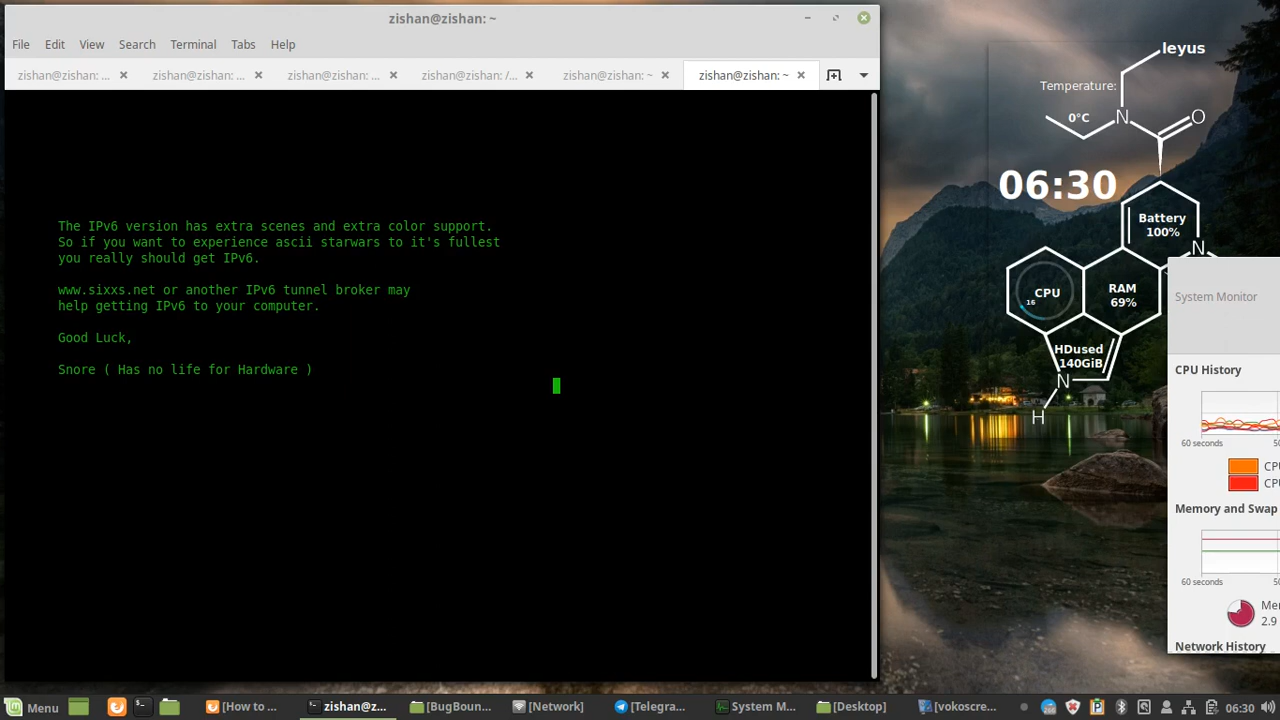 zishan@zishan: ~
File Edit View Search Terminal Tabs Help
zishan@zishan: ... zishan@zishan: ... zishan@zishan: ... zishan@zishan: /... zishan@zishan: ~ zishan@zishan: ~
The IPv6 version has extra scenes and extra color support.
So if you want to experience ascii starwars to it's fullest
you really should get IPv6.
www.sixxs.net or another IPv6 tunnel broker may
help getting IPv6 to your computer.
Good Luck,
Snore ( Has no life for Hardware )
leyus
Temperature:
0°C
N
O
06:30
Battery
100%
N
CPU
16
RAM
69%
HDused
140GiB
N
H
System Monitor
CPU History
60 seconds
CPU
CPU
Memory and Swap
60 seconds
2.9
Network History
Menu [How to ... zishan@z... [BugBoun... [Network] [Telegra... System M... [Desktop] [vokoscre... 06:30